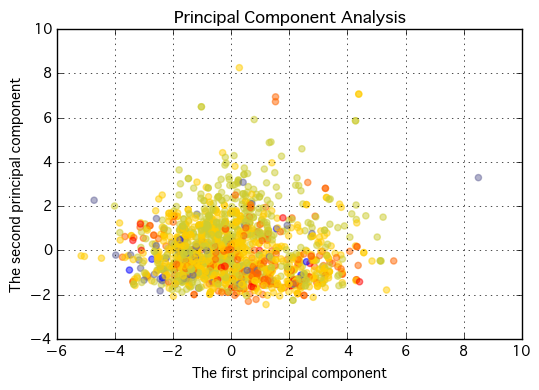 Principal Component Analysis
The second principal component
10
8
6
4
2
0
−2
−4
−6 −4 −2 0 2 4 6 8 10
The first principal component